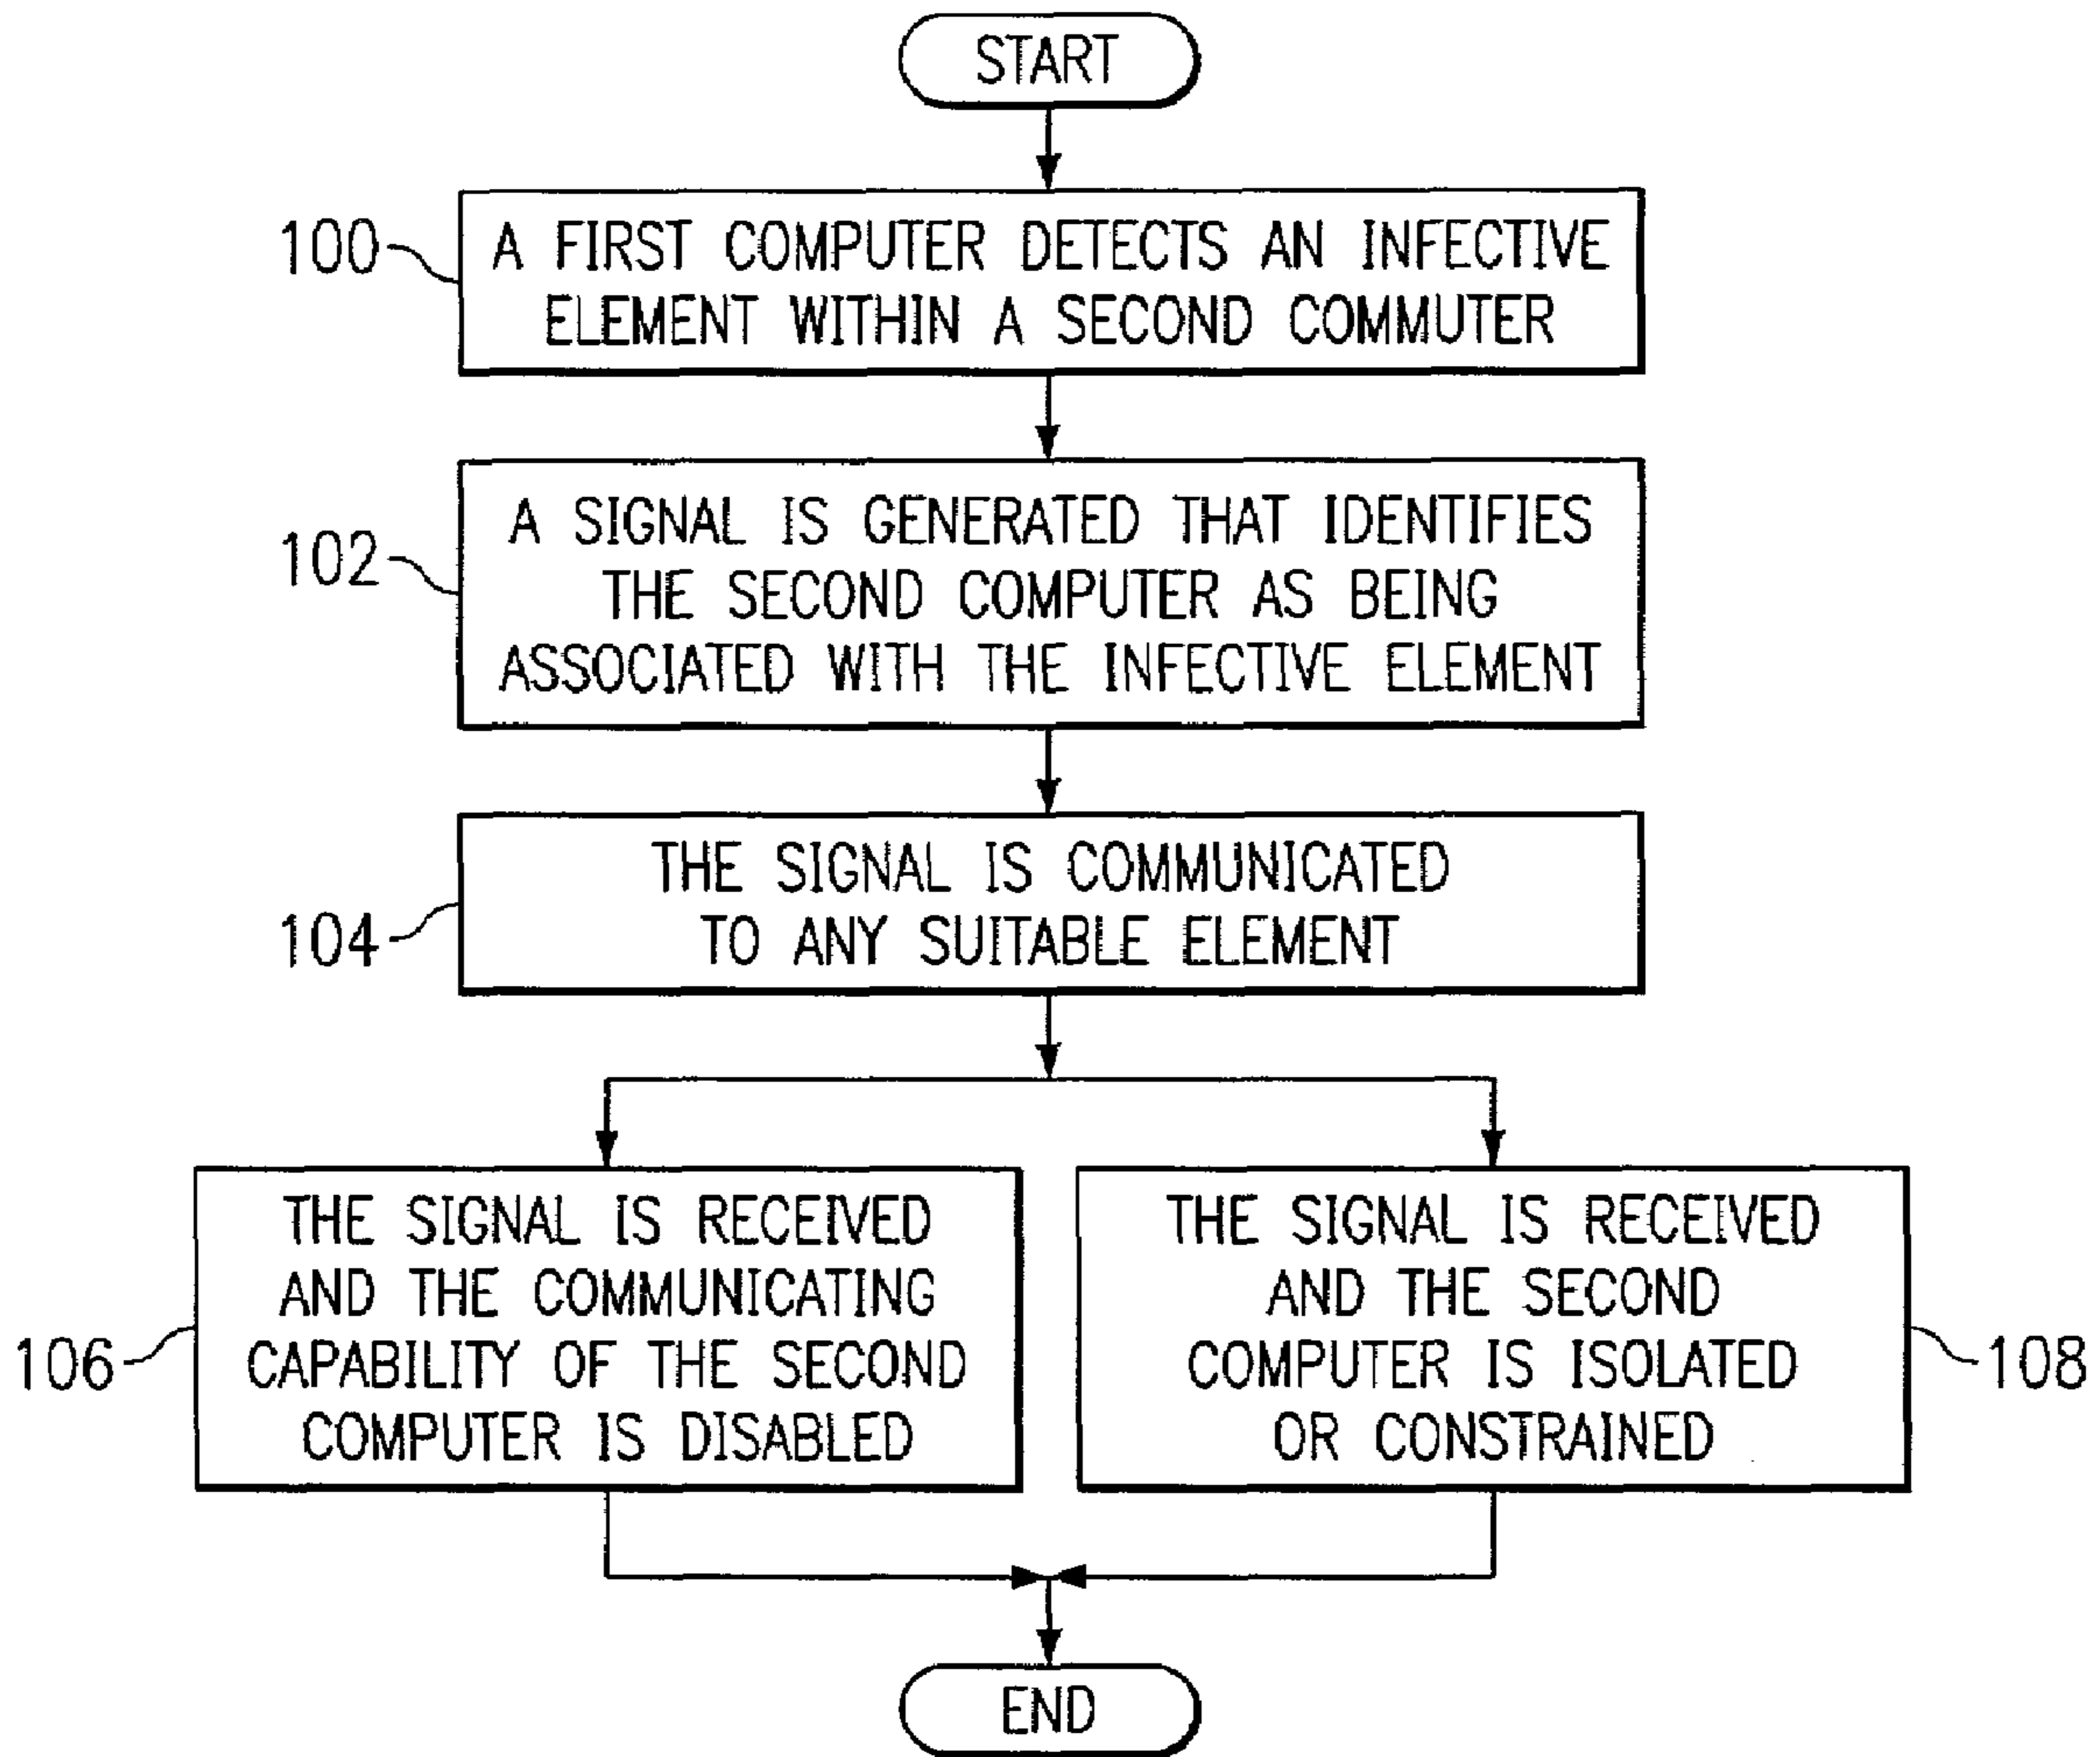 START
100
A FIRST COMPUTER DETECTS AN INFECTIVE
ELEMENT WITHIN A SECOND COMMUTER
102
A SIGNAL IS GENERATED THAT IDENTIFIES
THE SECOND COMPUTER AS BEING
ASSOCIATED WITH THE INFECTIVE ELEMENT
104
THE SIGNAL IS COMMUNICATED
TO ANY SUITABLE ELEMENT
106
THE SIGNAL IS RECEIVED
AND THE COMMUNICATING
CAPABILITY OF THE SECOND
COMPUTER IS DISABLED
THE SIGNAL IS RECEIVED
AND THE SECOND
COMPUTER IS ISOLATED
OR CONSTRAINED
108
END